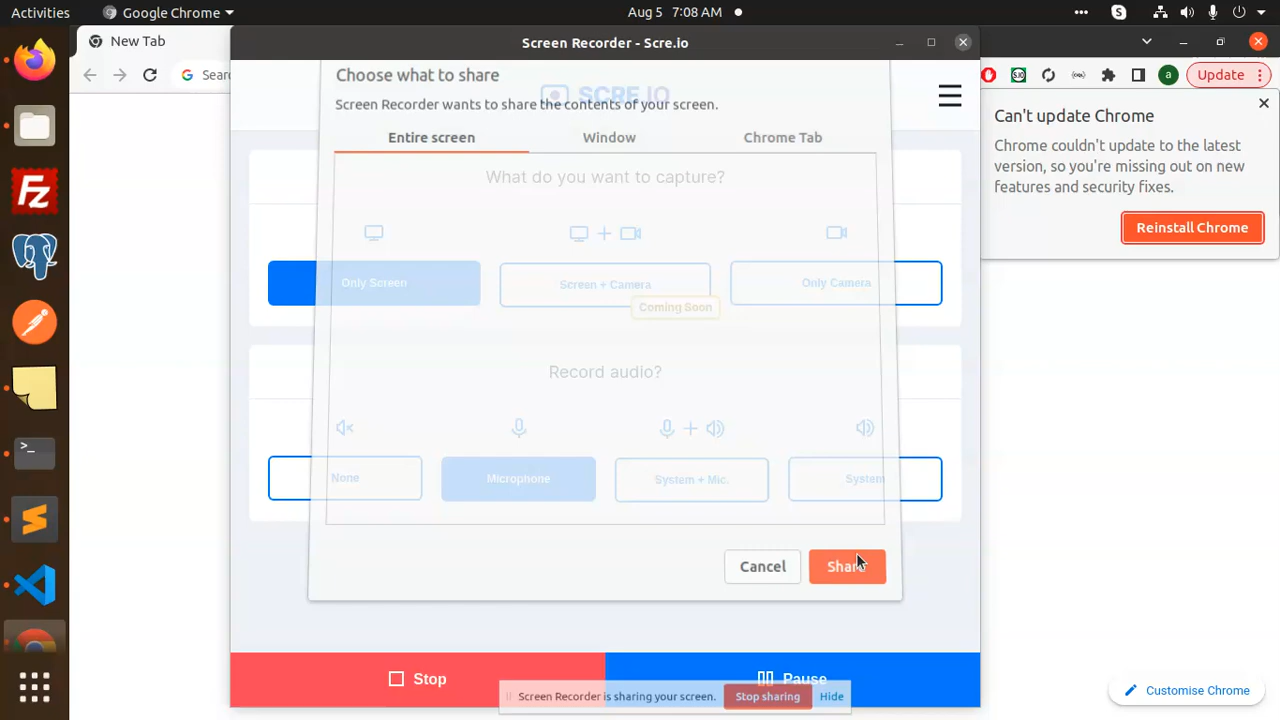 Activities
Google Chrome
Aug 5 7:08 AM
New Tab
Sear
Screen Recorder - Scre.io
a
Update
Choose what to share
SCRE.IO
Screen Recorder wants to share the contents of your screen.
Entire screen
Window
Chrome Tab
What do you want to capture?
Only Screen
Screen + Camera
Only Camera
Coming Soon
Record audio?
None
Microphone
System + Mic.
System
Cancel
Share
Stop
Pause
Screen Recorder is sharing your screen.
Stop sharing
Hide
Can't update Chrome
Chrome couldn't update to the latest
version, so you're missing out on new
features and security fixes.
Reinstall Chrome
Customise Chrome